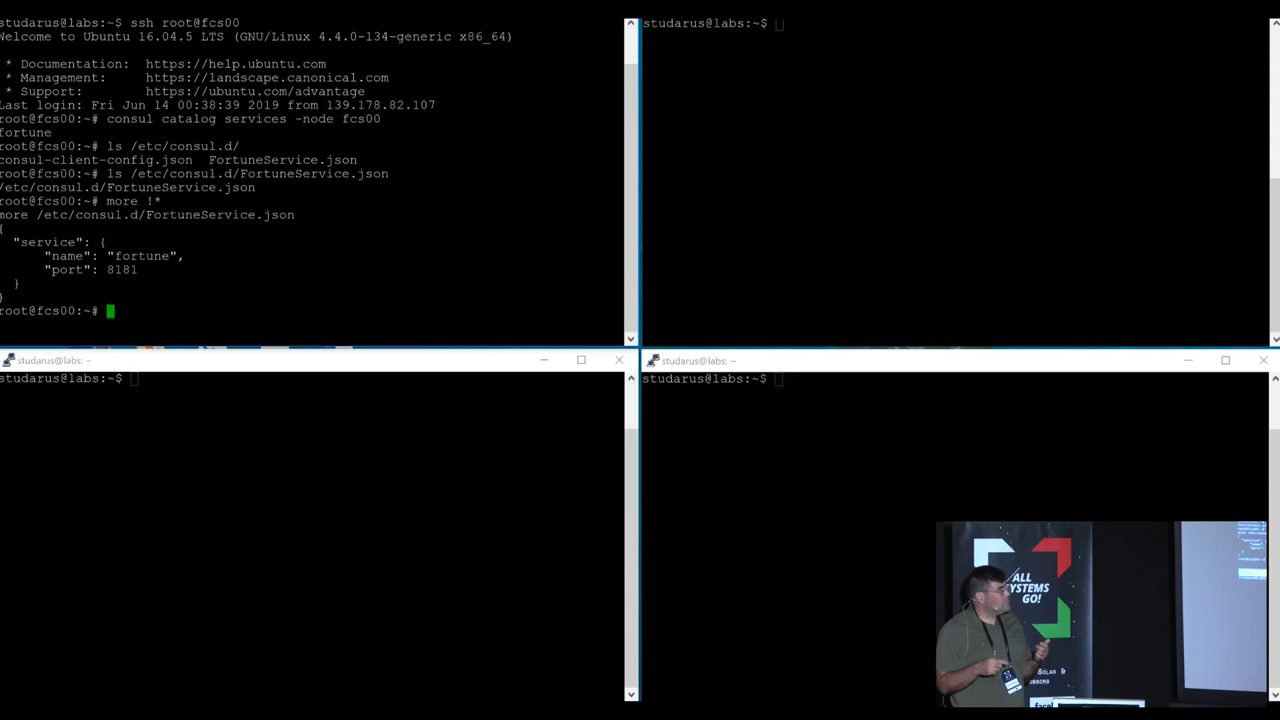 studarus@labs:~$ ssh root@fcs00
Welcome to Ubuntu 16.04.5 LTS (GNU/Linux 4.4.0-134-generic x86_64)
* Documentation:  https://help.ubuntu.com
* Management:     https://landscape.canonical.com
* Support:        https://ubuntu.com/advantage
Last login: Fri Jun 14 00:38:39 2019 from 139.178.82.107
root@fcs00:~# consul catalog services -node fcs00
fortune
root@fcs00:~# ls /etc/consul.d/
consul-client-config.json  FortuneService.json
root@fcs00:~# ls /etc/consul.d/FortuneService.json
/etc/consul.d/FortuneService.json
root@fcs00:~# more !*
more /etc/consul.d/FortuneService.json
{
"service": {
"name": "fortune",
"port": 8181
}
}
root@fcs00:~#
studarus@labs:~$
studarus@labs: ~
studarus@labs:~$
studarus@labs: ~
studarus@labs:~$
ALL
SYSTEMS
GO!
SOLAR &